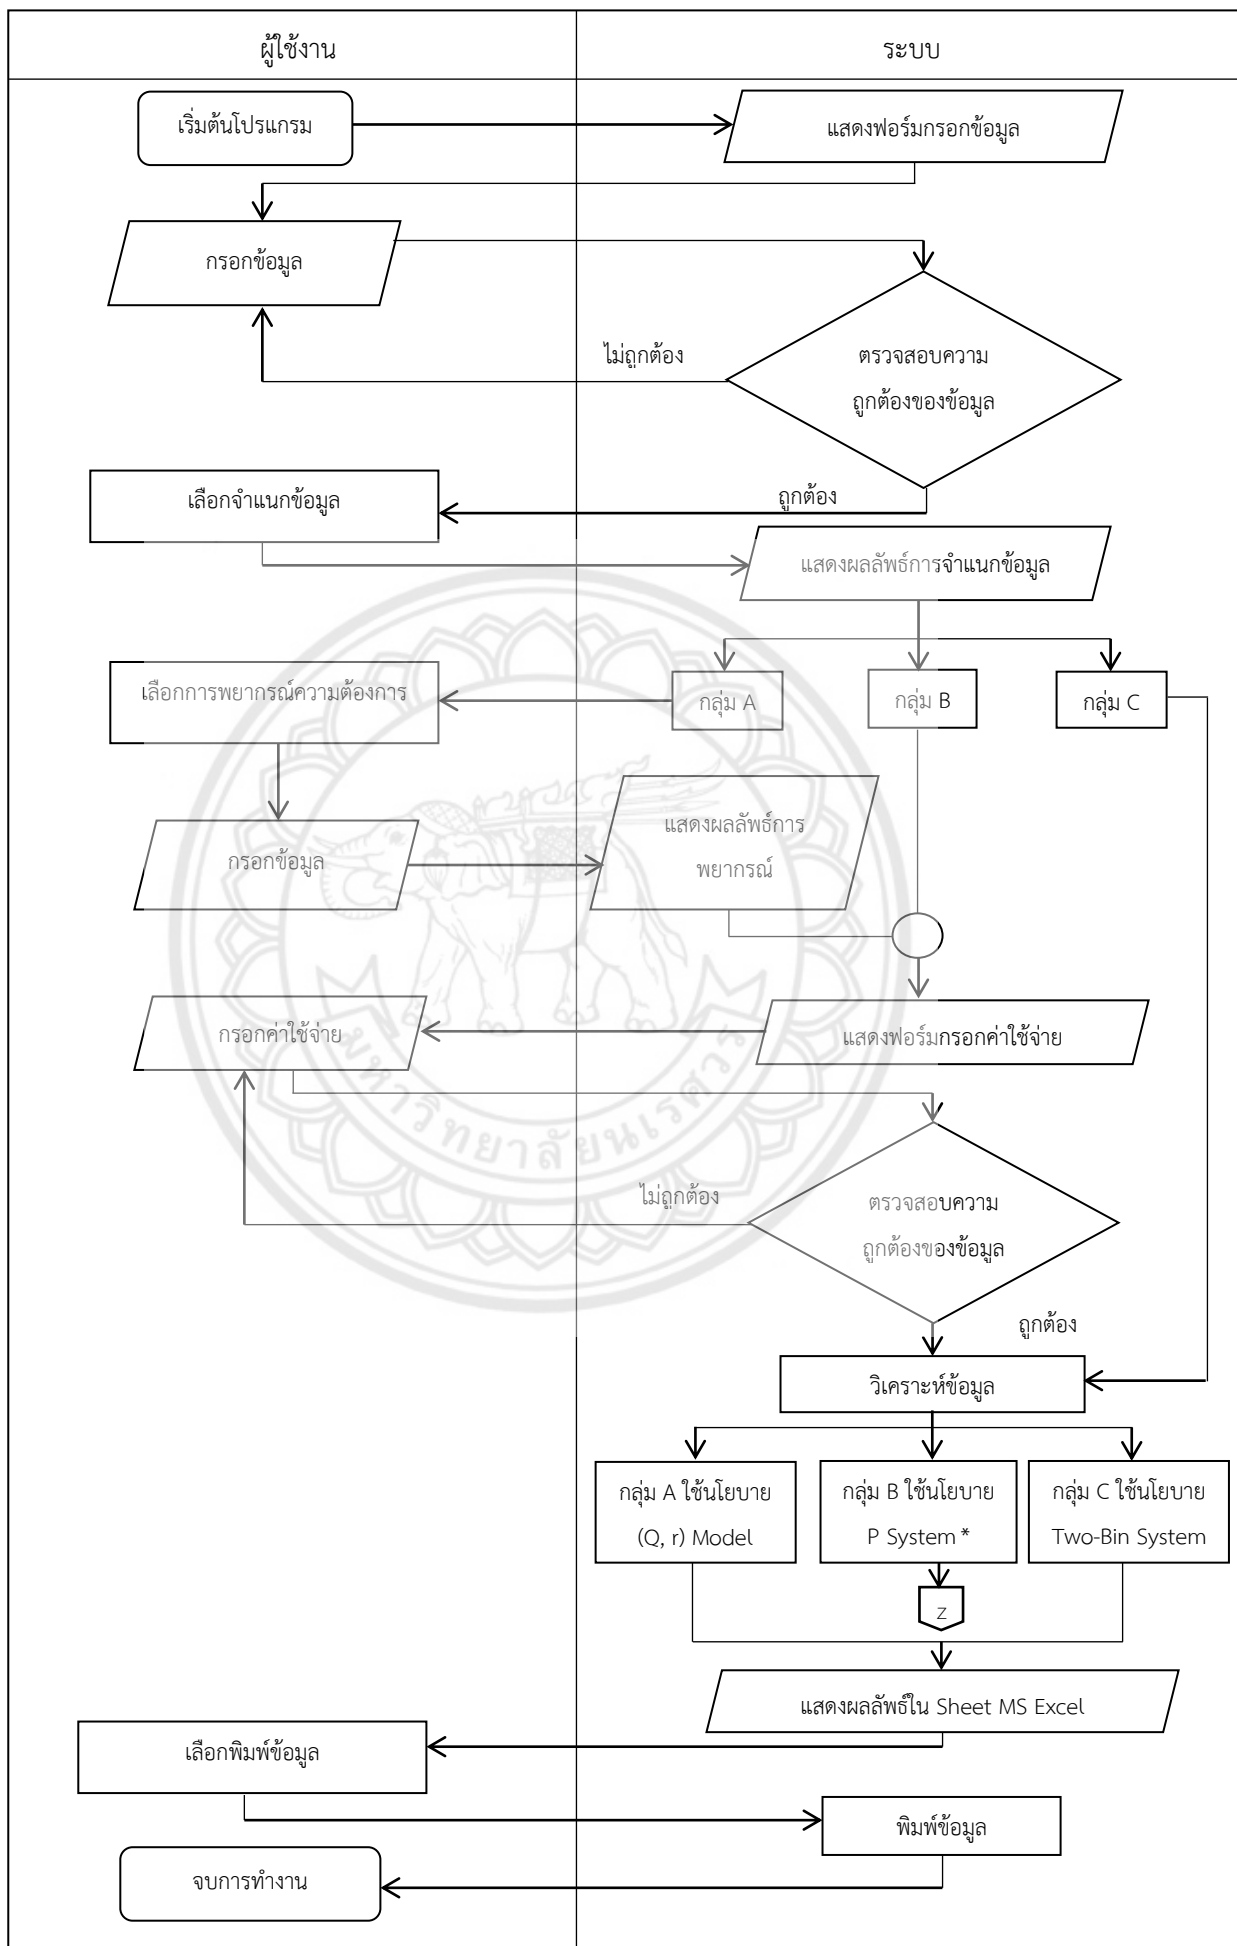 ผู้ใช้งาน
ระบบ
เริ่มต้นโปรแกรม
แสดงฟอร์มกรอกข้อมูล
กรอกข้อมูล
ไม่ถูกต้อง
ตรวจสอบความ
ถูกต้องของข้อมูล
เลือกจำแนกข้อมูล
ถูกต้อง
แสดงผลลัพธ์การจำแนกข้อมูล
เลือกการพยากรณ์ความต้องการ
กลุ่ม A
กลุ่ม B
กลุ่ม C
กรอกข้อมูล
แสดงผลลัพธ์การ
พยากรณ์
กรอกค่าใช้จ่าย
แสดงฟอร์มกรอกค่าใช้จ่าย
มหาวิทยาลัยนเรศวร
ไม่ถูกต้อง
ตรวจสอบความ
ถูกต้องของข้อมูล
ถูกต้อง
วิเคราะห์ข้อมูล
กลุ่ม A ใช้นโยบาย
(Q, r) Model
กลุ่ม B ใช้นโยบาย
P System *
กลุ่ม C ใช้นโยบาย
Two-Bin System
Z
แสดงผลลัพธ์ใน Sheet MS Excel
เลือกพิมพ์ข้อมูล
พิมพ์ข้อมูล
จบการทำงาน